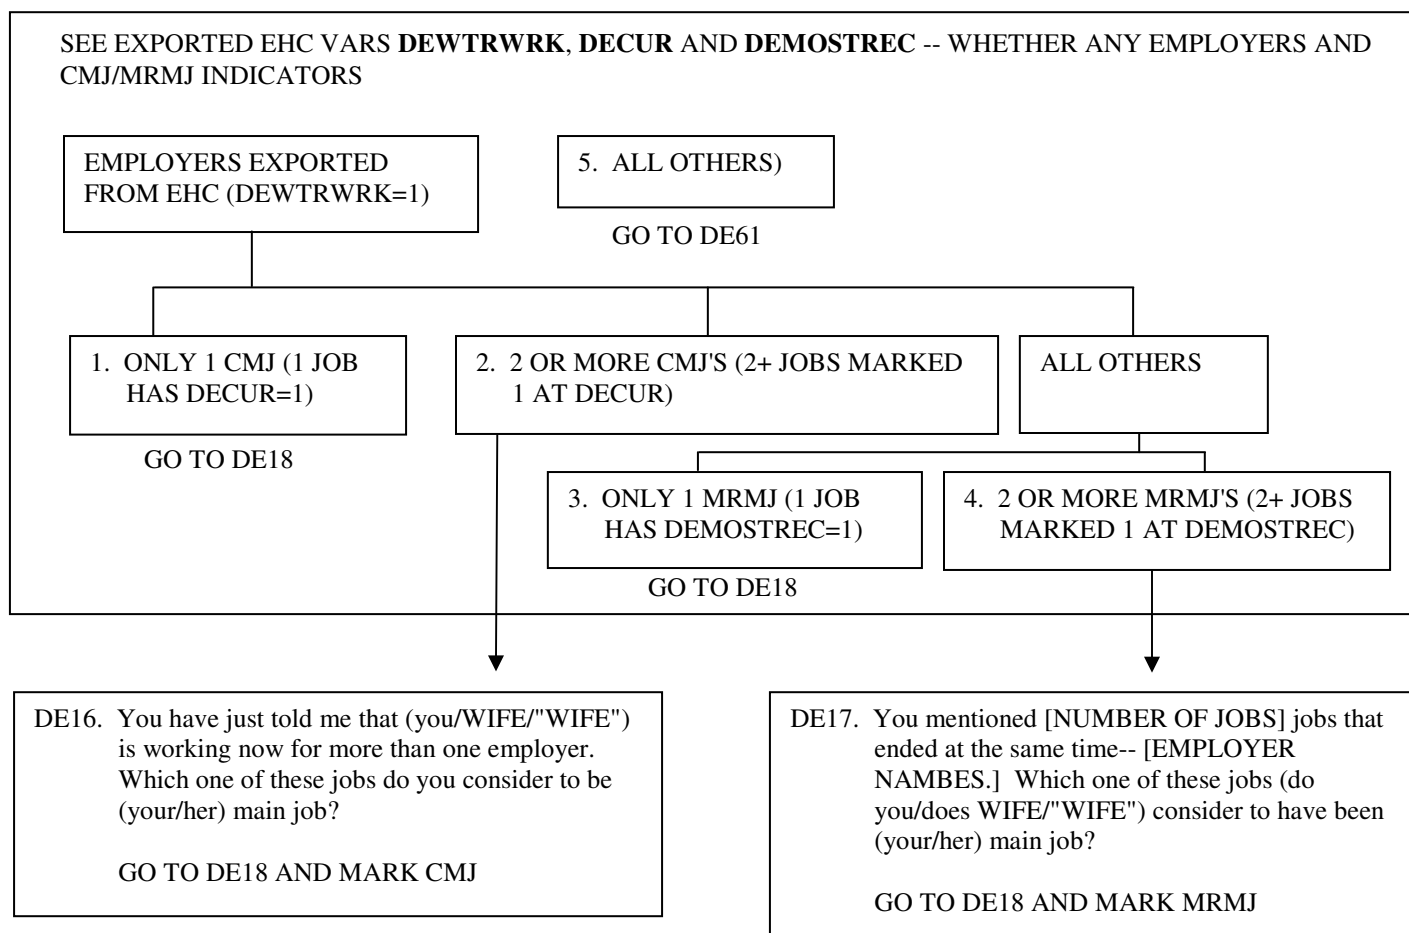 SEE EXPORTED EHC VARS DEWTRWRK, DECUR AND DEMOSTREC -- WHETHER ANY EMPLOYERS AND
CMJ/MRMJ INDICATORS
EMPLOYERS EXPORTED
FROM EHC (DEWTRWRK=1)
5. ALL OTHERS)
GO TO DE61
1. ONLY 1 CMJ (1 JOB
HAS DECUR=1)
GO TO DE18
2. 2 OR MORE CMJ'S (2+ JOBS MARKED
1 AT DECUR)
ALL OTHERS
3. ONLY 1 MRMJ (1 JOB
HAS DEMOSTREC=1)
GO TO DE18
4. 2 OR MORE MRMJ'S (2+ JOBS
MARKED 1 AT DEMOSTREC)
DE16. You have just told me that (you/WIFE/"WIFE")
is working now for more than one employer.
Which one of these jobs do you consider to be
(your/her) main job?
GO TO DE18 AND MARK CMJ
DE17. You mentioned [NUMBER OF JOBS] jobs that
ended at the same time-- [EMPLOYER
NAMBES.] Which one of these jobs (do
you/does WIFE/"WIFE") consider to have been
(your/her) main job?
GO TO DE18 AND MARK MRMJ